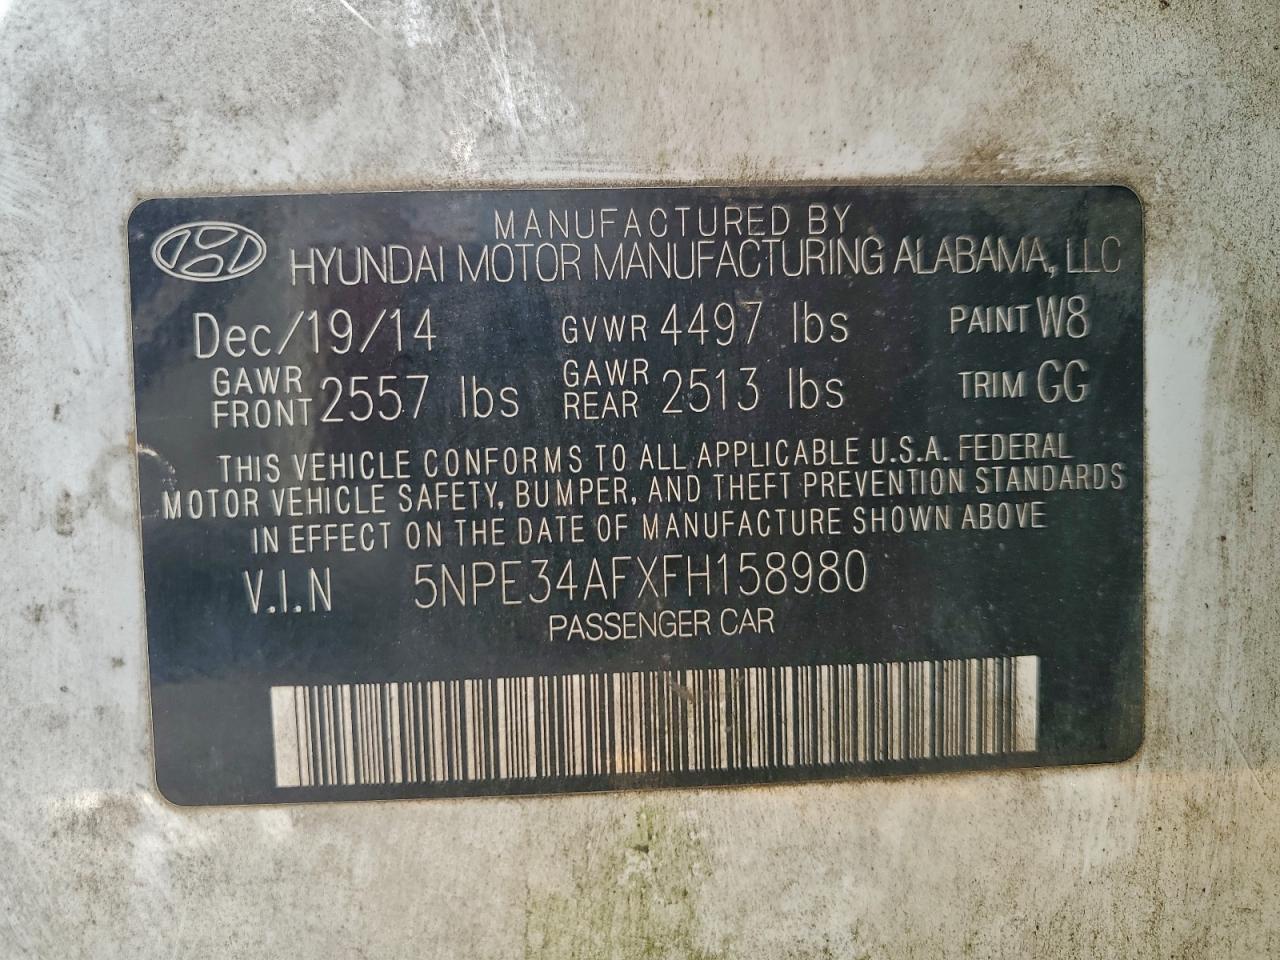 MANUFACTURED BY
HYUNDAI MOTOR MANUFACTURING ALABAMA, LLC
Dec/19/14 GVWR 4497 lbs PAINT W8
GAWR FRONT 2557 lbs GAWR REAR 2513 lbs TRIM GG
THIS VEHICLE CONFORMS TO ALL APPLICABLE U.S.A. FEDERAL
MOTOR VEHICLE SAFETY, BUMPER, AND THEFT PREVENTION STANDARDS
IN EFFECT ON THE DATE OF MANUFACTURE SHOWN ABOVE
V.I.N 5NPE34AFXFH158980
PASSENGER CAR